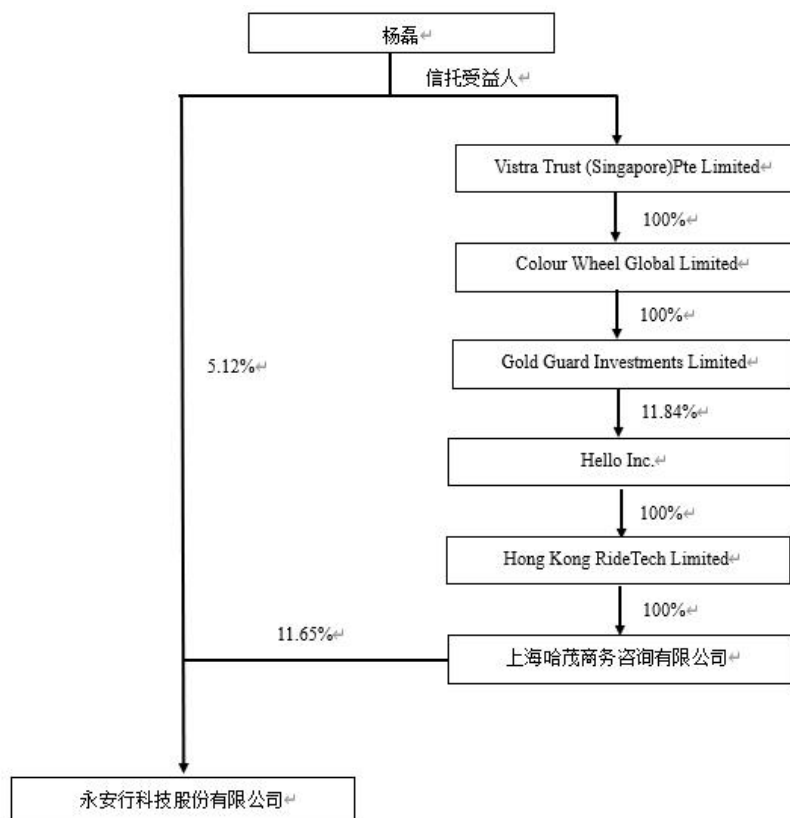 杨磊↵
信托受益人↵
Vistra Trust (Singapore)Pte Limited↵
100%↵
Colour Wheel Global Limited↵
100%↵
Gold Guard Investments Limited↵
5.12%↵
11.84%↵
Hello Inc.↵
100%↵
Hong Kong RideTech Limited↵
100%↵
11.65%↵
上海哈茂商务咨询有限公司↵
永安行科技股份有限公司↵